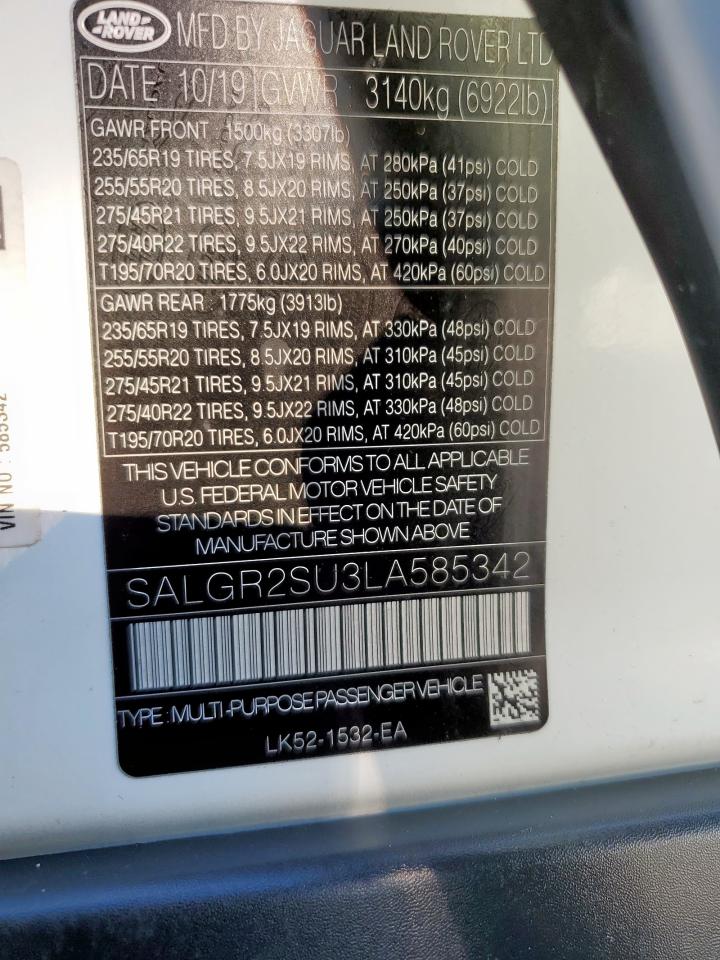 LAND-
-ROVER
MFD BY JAGUAR LAND ROVER LTD
DATE 10/19 GVWR : 3140kg (6922lb)
GAWR FRONT : 1500kg (3307lb)
235/65R19 TIRES, 7.5JX19 RIMS, AT 280kPa (41psi) COLD
255/55R20 TIRES, 8.5JX20 RIMS, AT 250kPa (37psi) COLD
275/45R21 TIRES, 9.5JX21 RIMS, AT 250kPa (37psi) COLD
275/40R22 TIRES, 9.5JX22 RIMS, AT 270kPa (40psi) COLD
T195/70R20 TIRES, 6.0JX20 RIMS, AT 420kPa (60psi) COLD
GAWR REAR : 1775kg (3913lb)
235/65R19 TIRES, 7.5JX19 RIMS, AT 330kPa (48psi) COLD
255/55R20 TIRES, 8.5JX20 RIMS, AT 310kPa (45psi) COLD
275/45R21 TIRES, 9.5JX21 RIMS, AT 310kPa (45psi) COLD
275/40R22 TIRES, 9.5JX22 RIMS, AT 330kPa (48psi) COLD
T195/70R20 TIRES, 6.0JX20 RIMS, AT 420kPa (60psi) COLD
THIS VEHICLE CONFORMS TO ALL APPLICABLE
U.S. FEDERAL MOTOR VEHICLE SAFETY
STANDARDS IN EFFECT ON THE DATE OF
MANUFACTURE SHOWN ABOVE
SALGR2SU3LA585342
TYPE : MULTI-PURPOSE PASSENGER VEHICLE
LK52-1532-EA
VIN NO : 585342